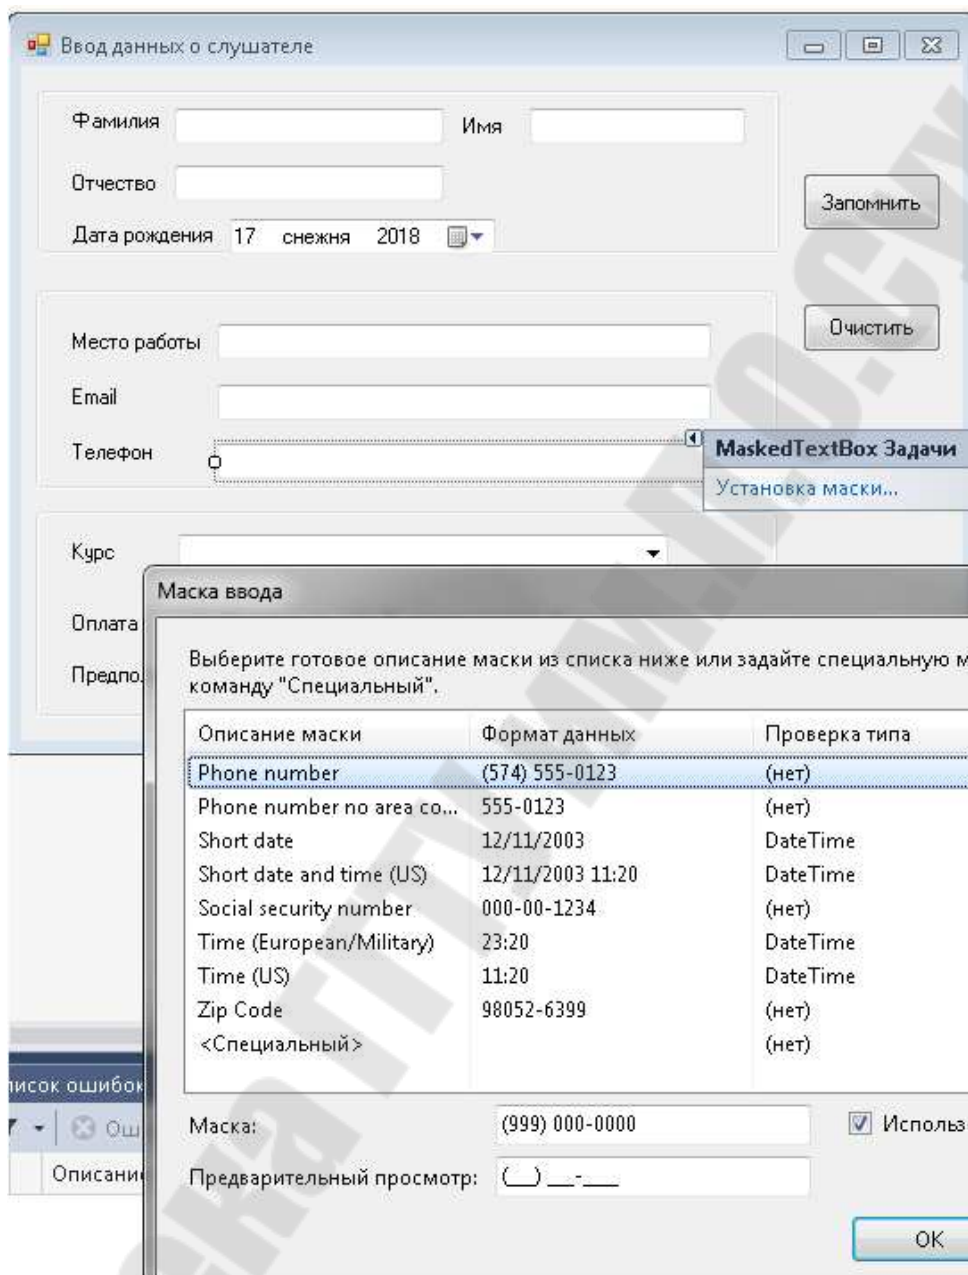 Ввод данных о слушателе
Фамилия
Имя
Отчество
Запомнить
Дата рождения 17 снежня 2018
Место работы
Очистить
Email
Телефон
MaskedTextBox Задачи
Установка маски...
Курс
Маска ввода
Оплата
Выберите готовое описание маски из списка ниже или задайте специальную м
Предпо
команду "Специальный".
Описание маски Формат данных Проверка типа
Phone number (574) 555-0123 (нет)
Phone number no area co... 555-0123 (нет)
Short date 12/11/2003 DateTime
Short date and time (US) 12/11/2003 11:20 DateTime
Social security number 000-00-1234 (нет)
Time (European/Military) 23:20 DateTime
Time (US) 11:20 DateTime
Zip Code 98052-6399 (нет)
<Специальный> (нет)
писок ошибок
Ош
Маска: (999) 000-0000 Использ
Описани
Предварительный просмотр: (__) __-___
OK